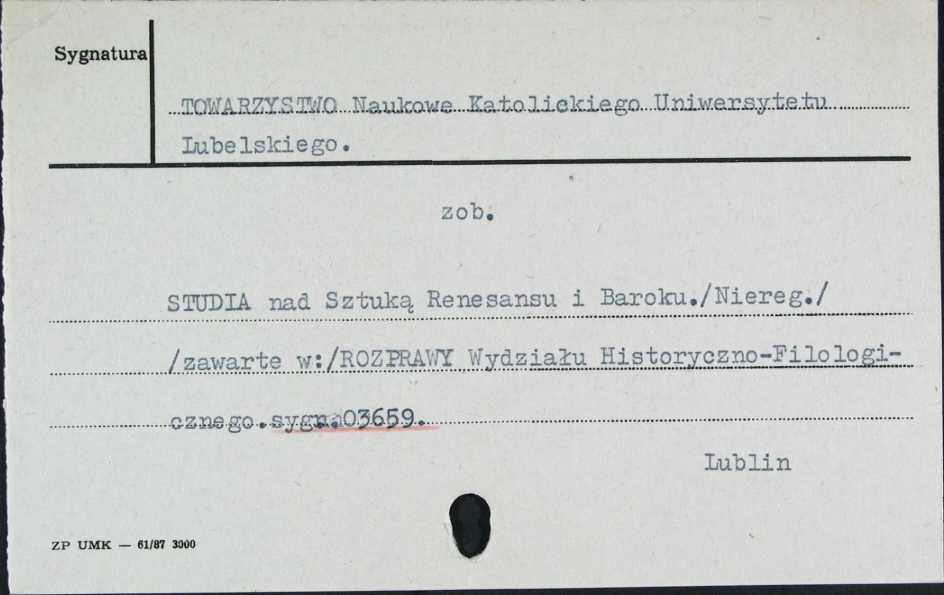 Sygnatura
TOWARZYSTWO Naukowe Katolickiego Uniwersytetu
Lubelskiego.
zob.
STUDIA nad Sztuką Renesansu i Baroku./Niereg./
/zawarte w:/ROZPRAWY Wydziału Historyczno-Filologi-
cznego.sygn.03659.
Lublin
ZP UMK — 61/87 3000